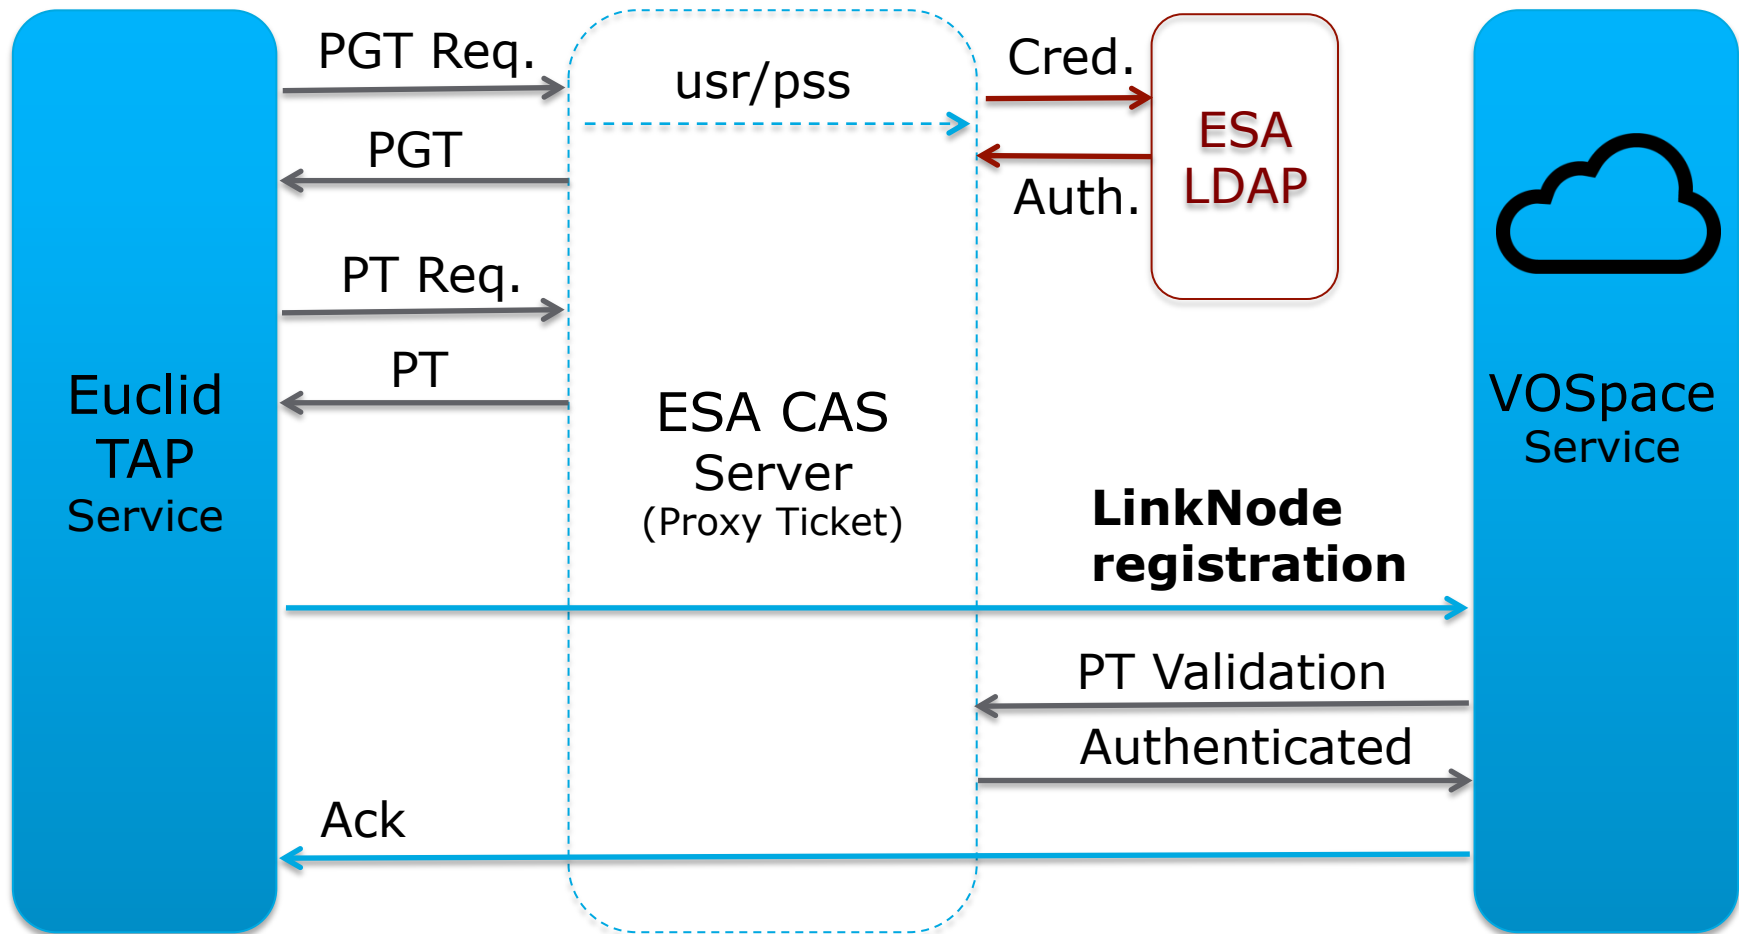 PGT Req.
usr/pss
Cred.
PGT
ESA
LDAP
Auth.
PT Req.
PT
Euclid
TAP
Service
ESA CAS
Server
(Proxy Ticket)
VOSpace
Service
LinkNode
registration
PT Validation
Authenticated
Ack